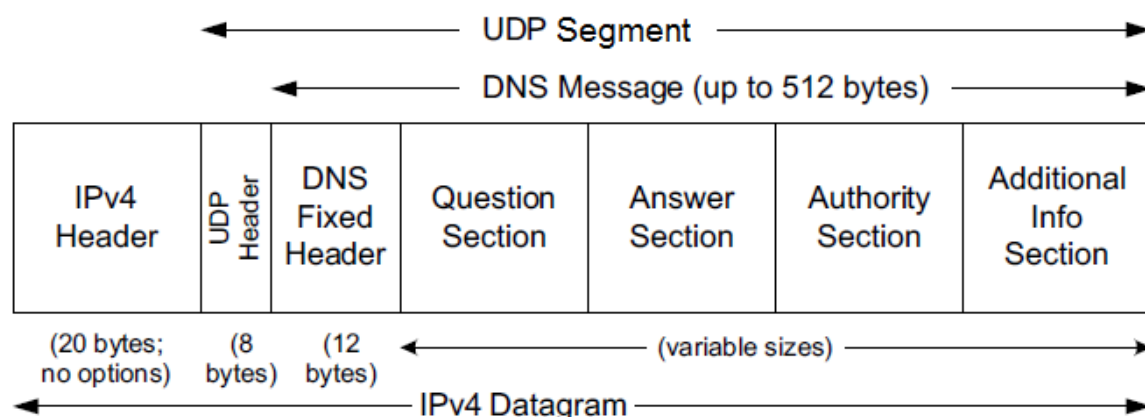 UDP Segment
DNS Message (up to 512 bytes)
IPv4
Header
UDP
Header
DNS
Fixed
Header
Question
Section
Answer
Section
Authority
Section
Additional
Info
Section
(20 bytes;
no options)
(8
bytes)
(12
bytes)
(variable sizes)
IPv4 Datagram